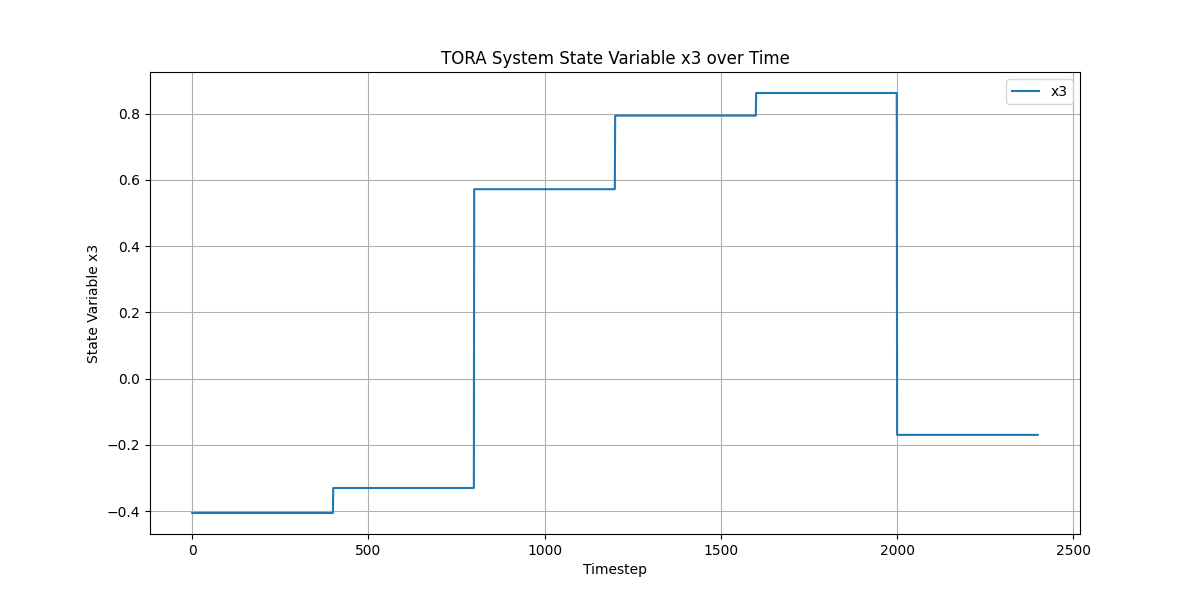 TORA System State Variable x3 over Time
x3
State Variable x3
0.8
0.6
0.4
0.2
0.0
−0.2
−0.4
0 500 1000 1500 2000 2500
Timestep